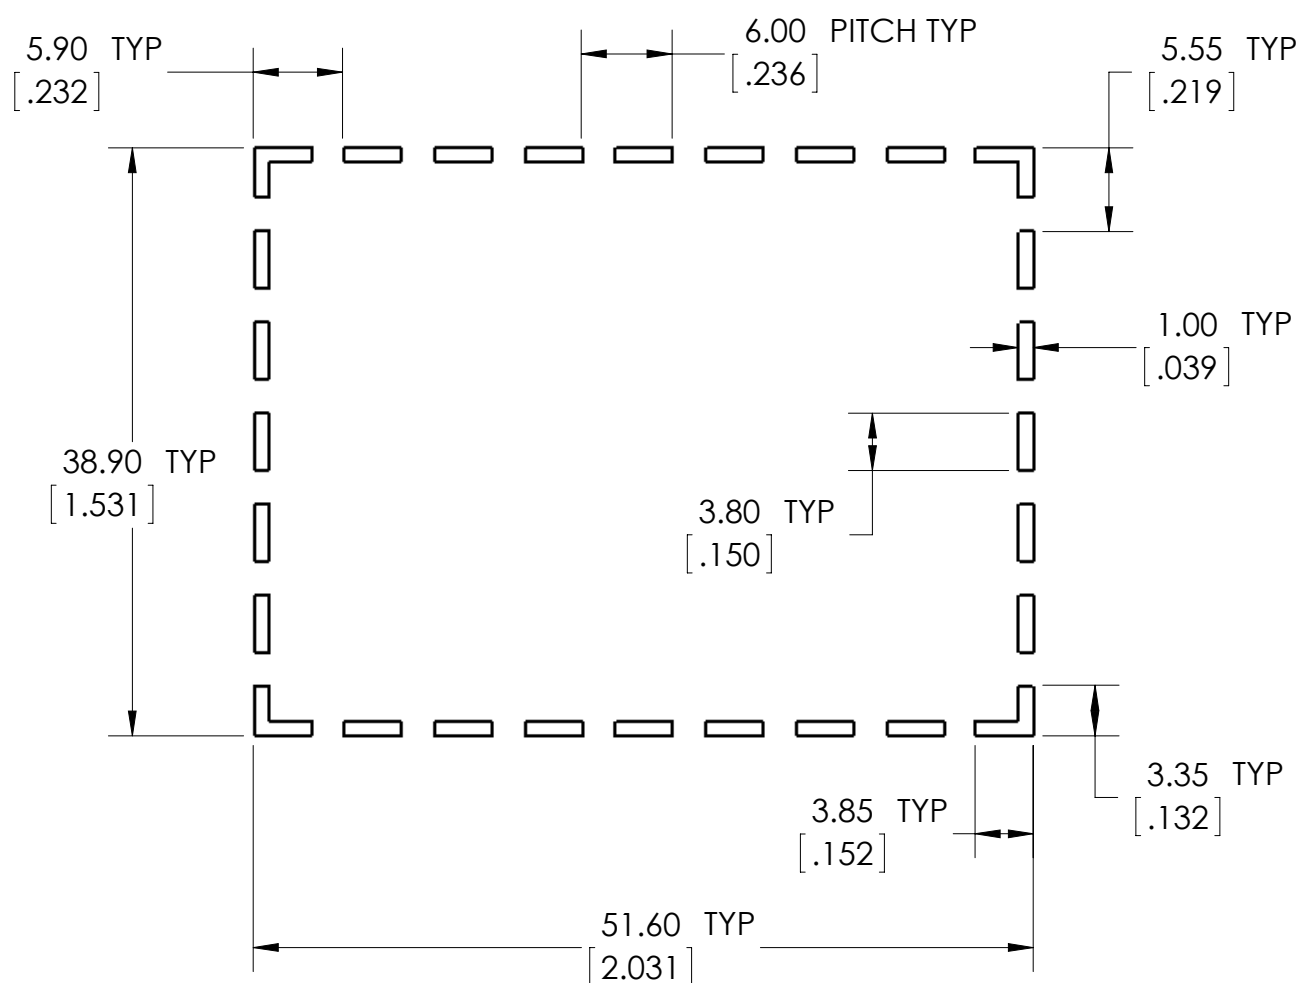 5.90 TYP
[.232]
6.00 PITCH TYP
[.236]
5.55 TYP
[.219]
1.00 TYP
[.039]
38.90 TYP
[1.531]
3.80 TYP
[.150]
3.35 TYP
[.132]
3.85 TYP
[.152]
51.60 TYP
[2.031]